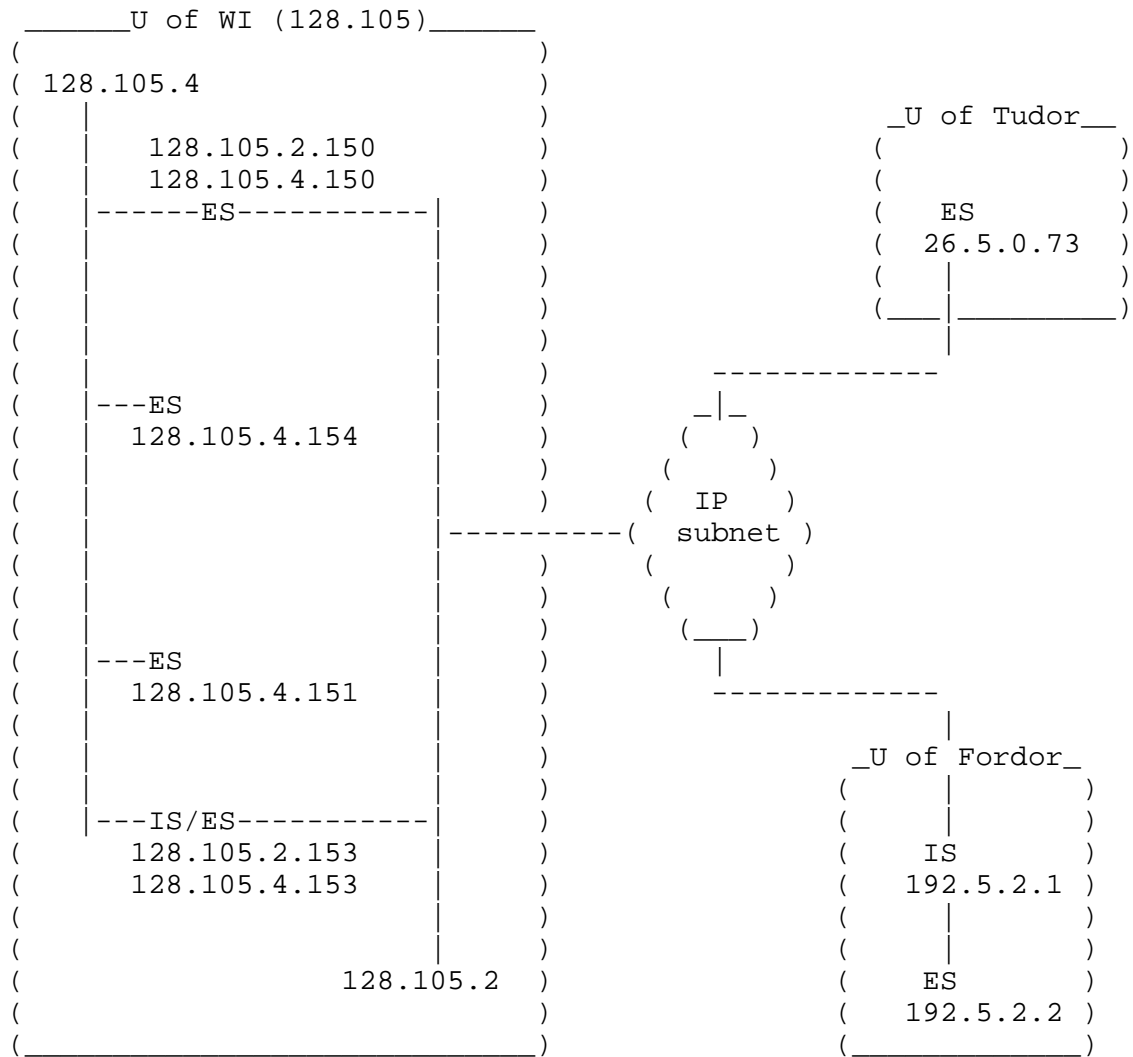 U of WI (128.105)
128.105.4
U of Tudor
128.105.2.150
128.105.4.150
ES
ES
26.5.0.73
ES
128.105.4.154
IP
subnet
ES
128.105.4.151
U of Fordor
IS/ES
128.105.2.153
IS
128.105.4.153
192.5.2.1
128.105.2
ES
192.5.2.2